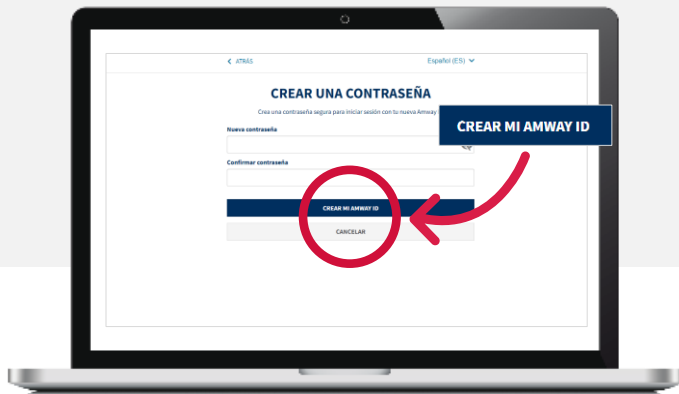 ATRÁS
Español (ES)
CREAR UNA CONTRASEÑA
Crea una contraseña segura para iniciar sesión con tu nueva Amway
CREAR MI AMWAY ID
Nueva contraseña
Confirmar contraseña
CREAR MI AMWAY ID
CANCELAR